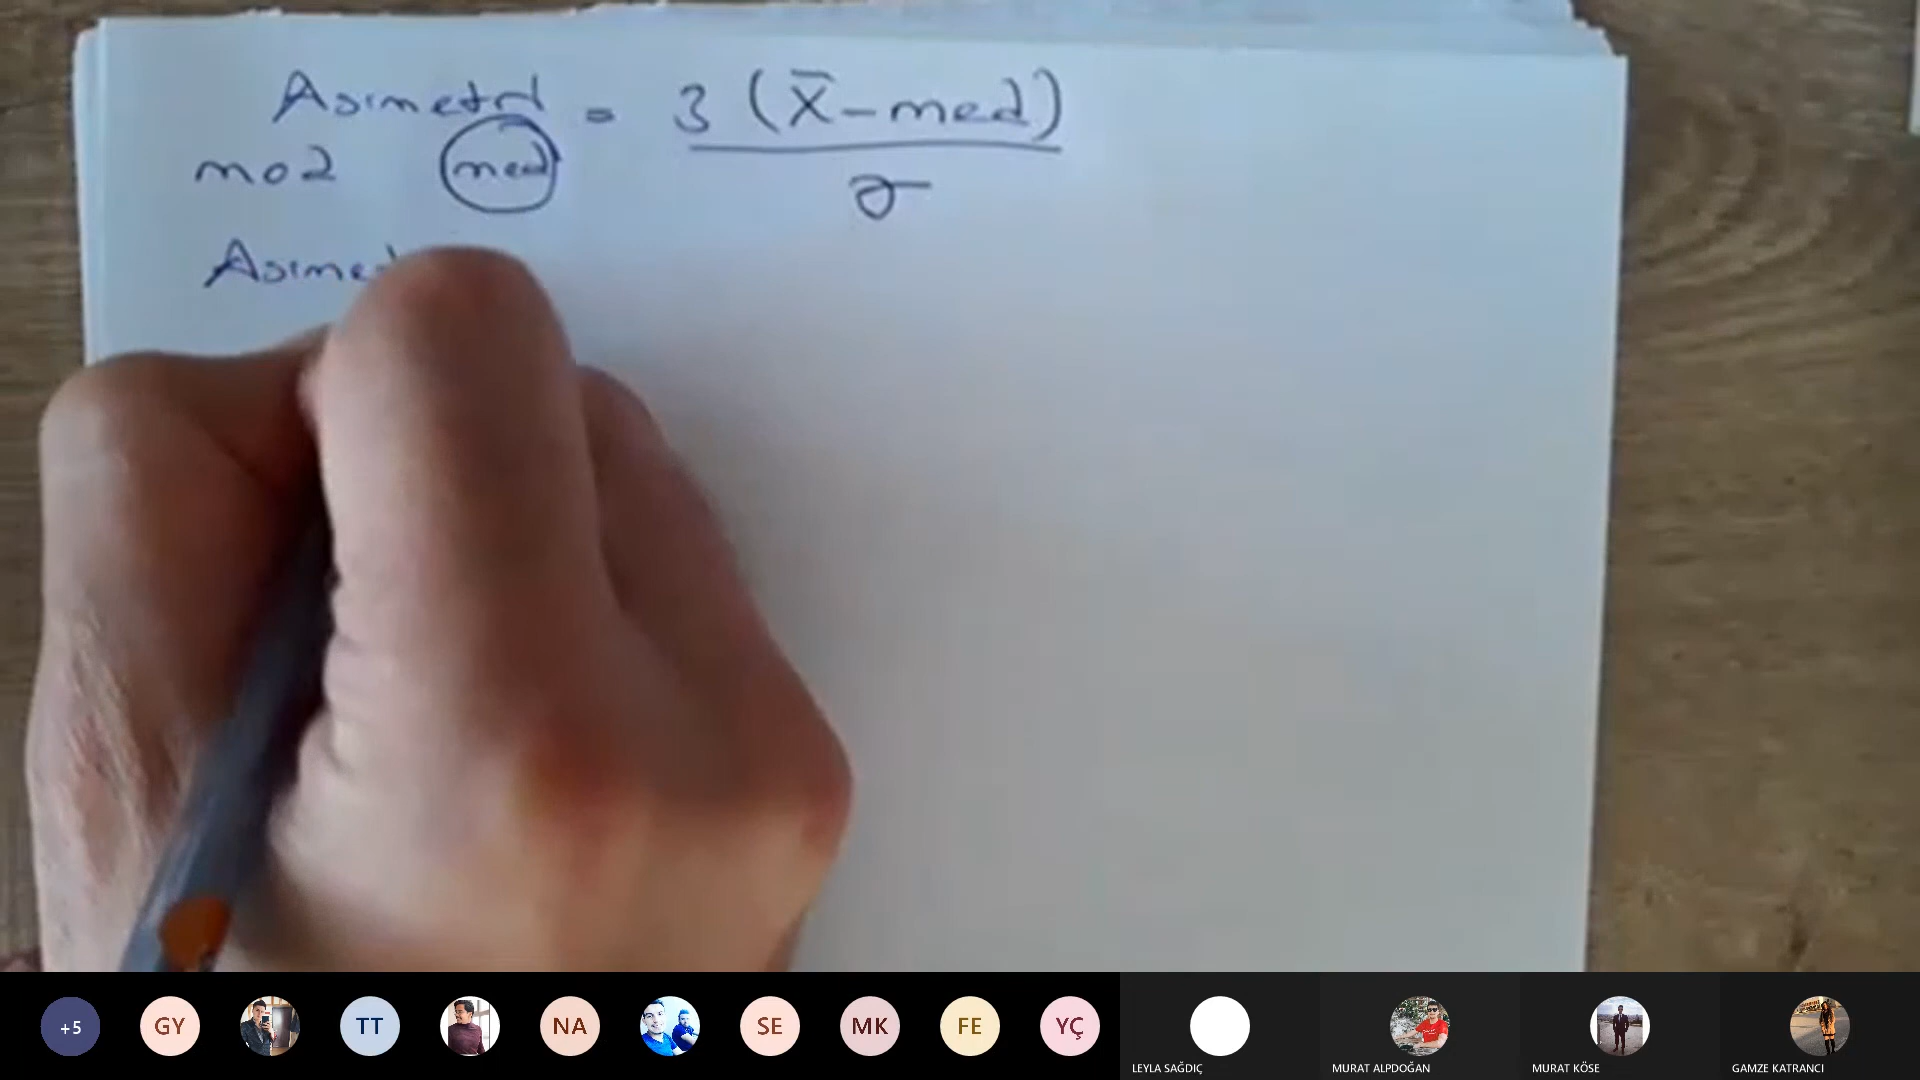 Asimetri = 3 (x̄ - med)
σ
mod med
Asimet
+5 GY TT NA SE MK FE YÇ
LEYLA SAĞDIÇ MURAT ALPDOĞAN MURAT KÖSE GAMZE KATRANCI